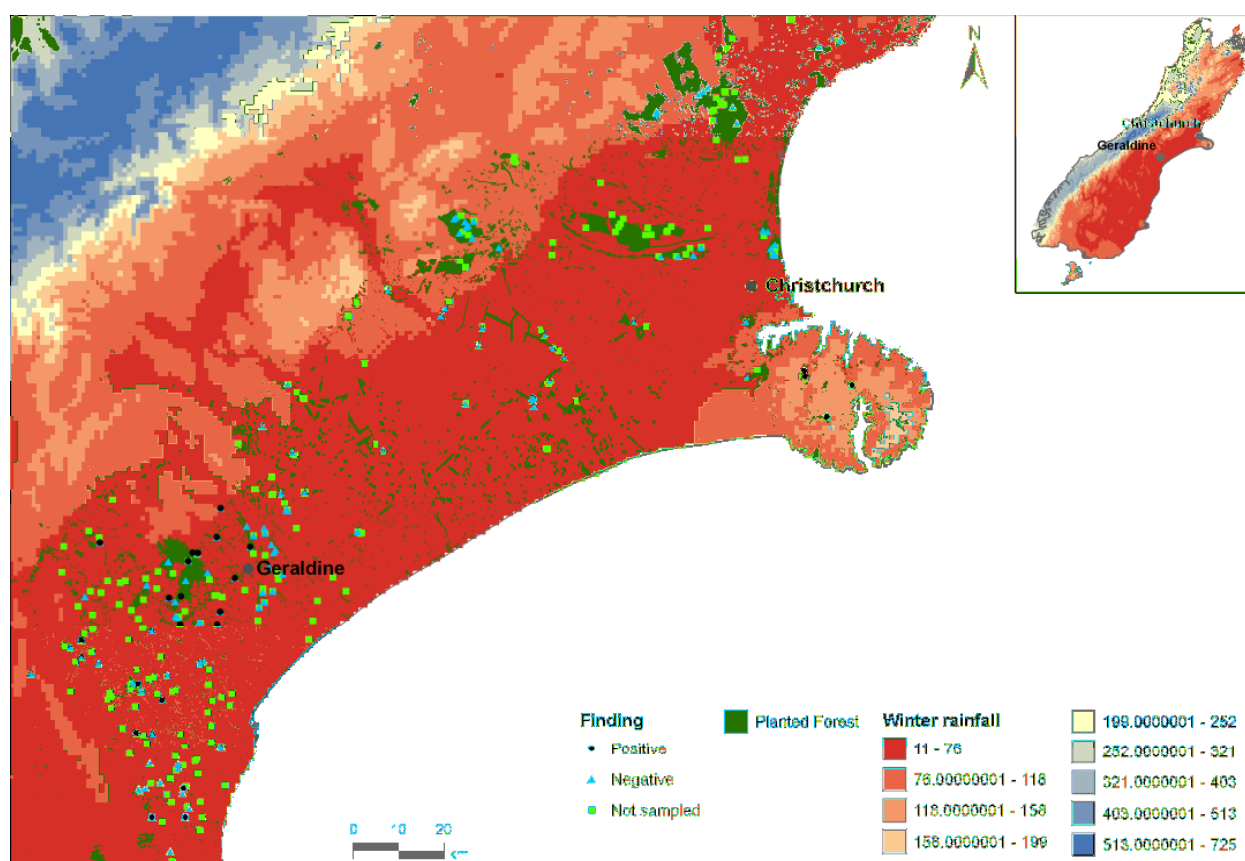 N
Christchurch
Geraldine
Christchurch
Geraldine
Finding
Positive
Negative
Not sampled
Planted Forest
Winter rainfall
11 - 76
76.00000001 - 118
118.0000001 - 158
158.0000001 - 199
199.0000001 - 252
252.0000001 - 321
321.0000001 - 403
403.0000001 - 513
513.0000001 - 725
0 10 20
km